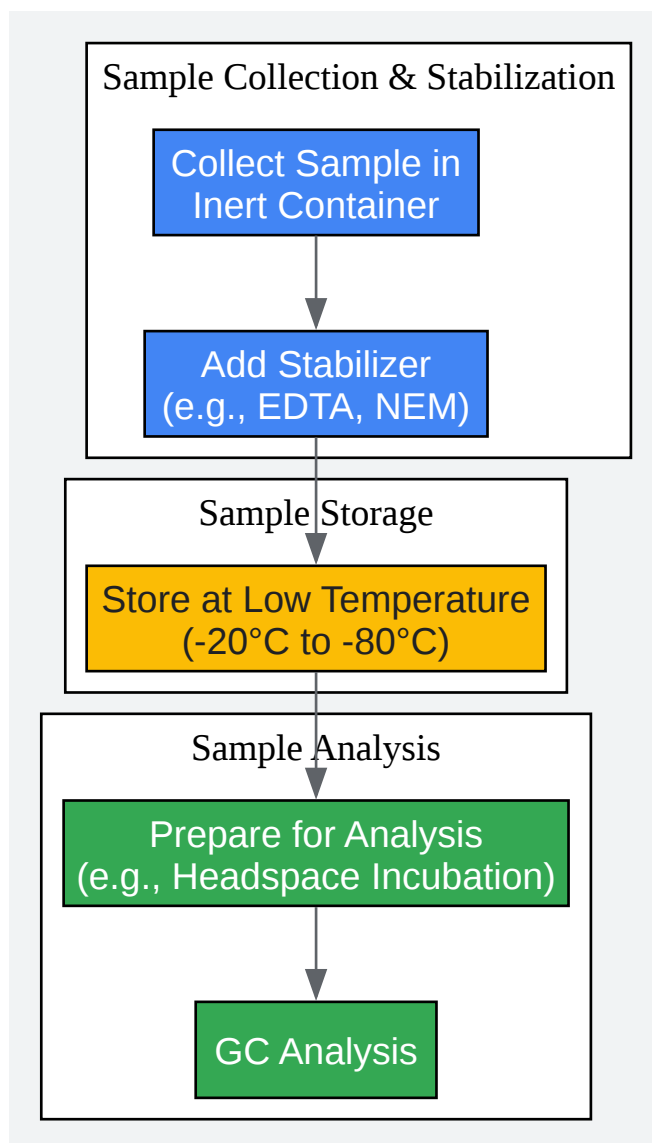 Sample Collection & Stabilization
Collect Sample in
Inert Container
Add Stabilizer
(e.g., EDTA, NEM)
Sample Storage
Store at Low Temperature
(-20°C to -80°C)
Sample Analysis
Prepare for Analysis
(e.g., Headspace Incubation)
GC Analysis